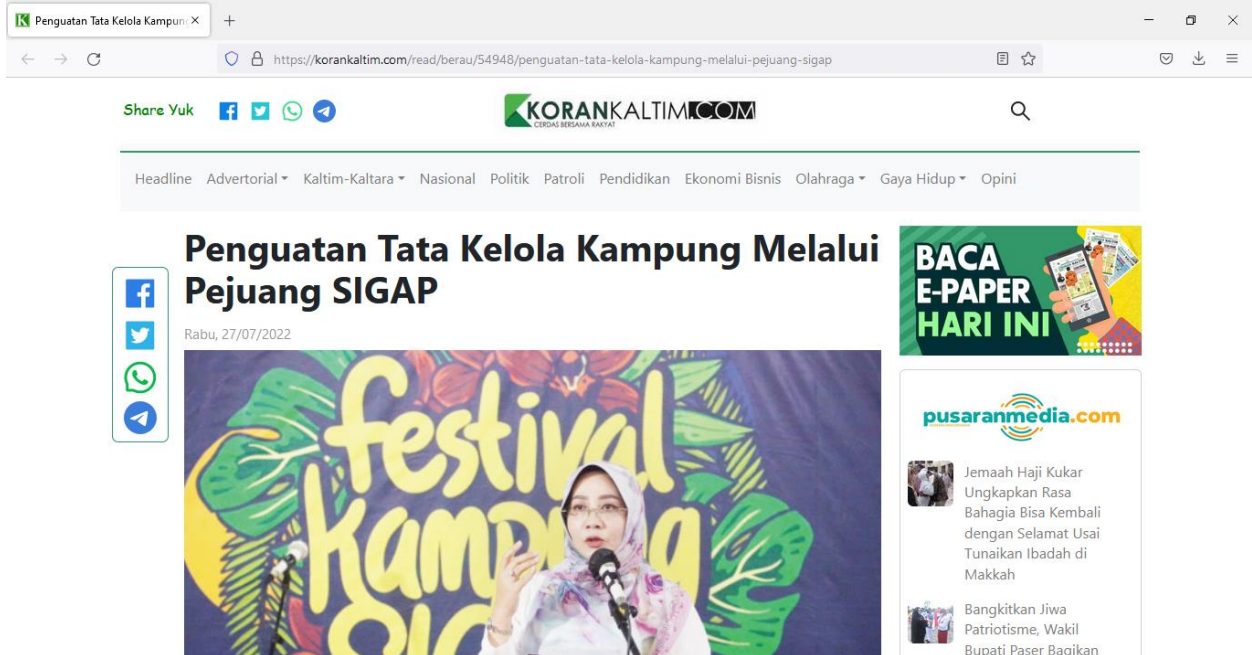 Penguatan Tata Kelola Kampung
https://korankaltim.com/read/berau/54948/penguatan-tata-kelola-kampung-melalui-pejuang-sigap
Share Yuk
KORANKALTIM.COM
CERDAS BERSAMA RAKYAT
Headline Advertorial Kaltim-Kaltara Nasional Politik Patroli Pendidikan Ekonomi Bisnis Olahraga Gaya Hidup Opini
Penguatan Tata Kelola Kampung Melalui
Pejuang SIGAP
Rabu, 27/07/2022
festival
Kampung
BACA
E-PAPER
HARI INI
pusaranmedia.com
Jemaah Haji Kukar
Ungkapkan Rasa
Bahagia Bisa Kembali
dengan Selamat Usai
Tunaikan Ibadah di
Makkah
Bangkitkan Jiwa
Patriotisme, Wakil
Bupati Paser Bagikan